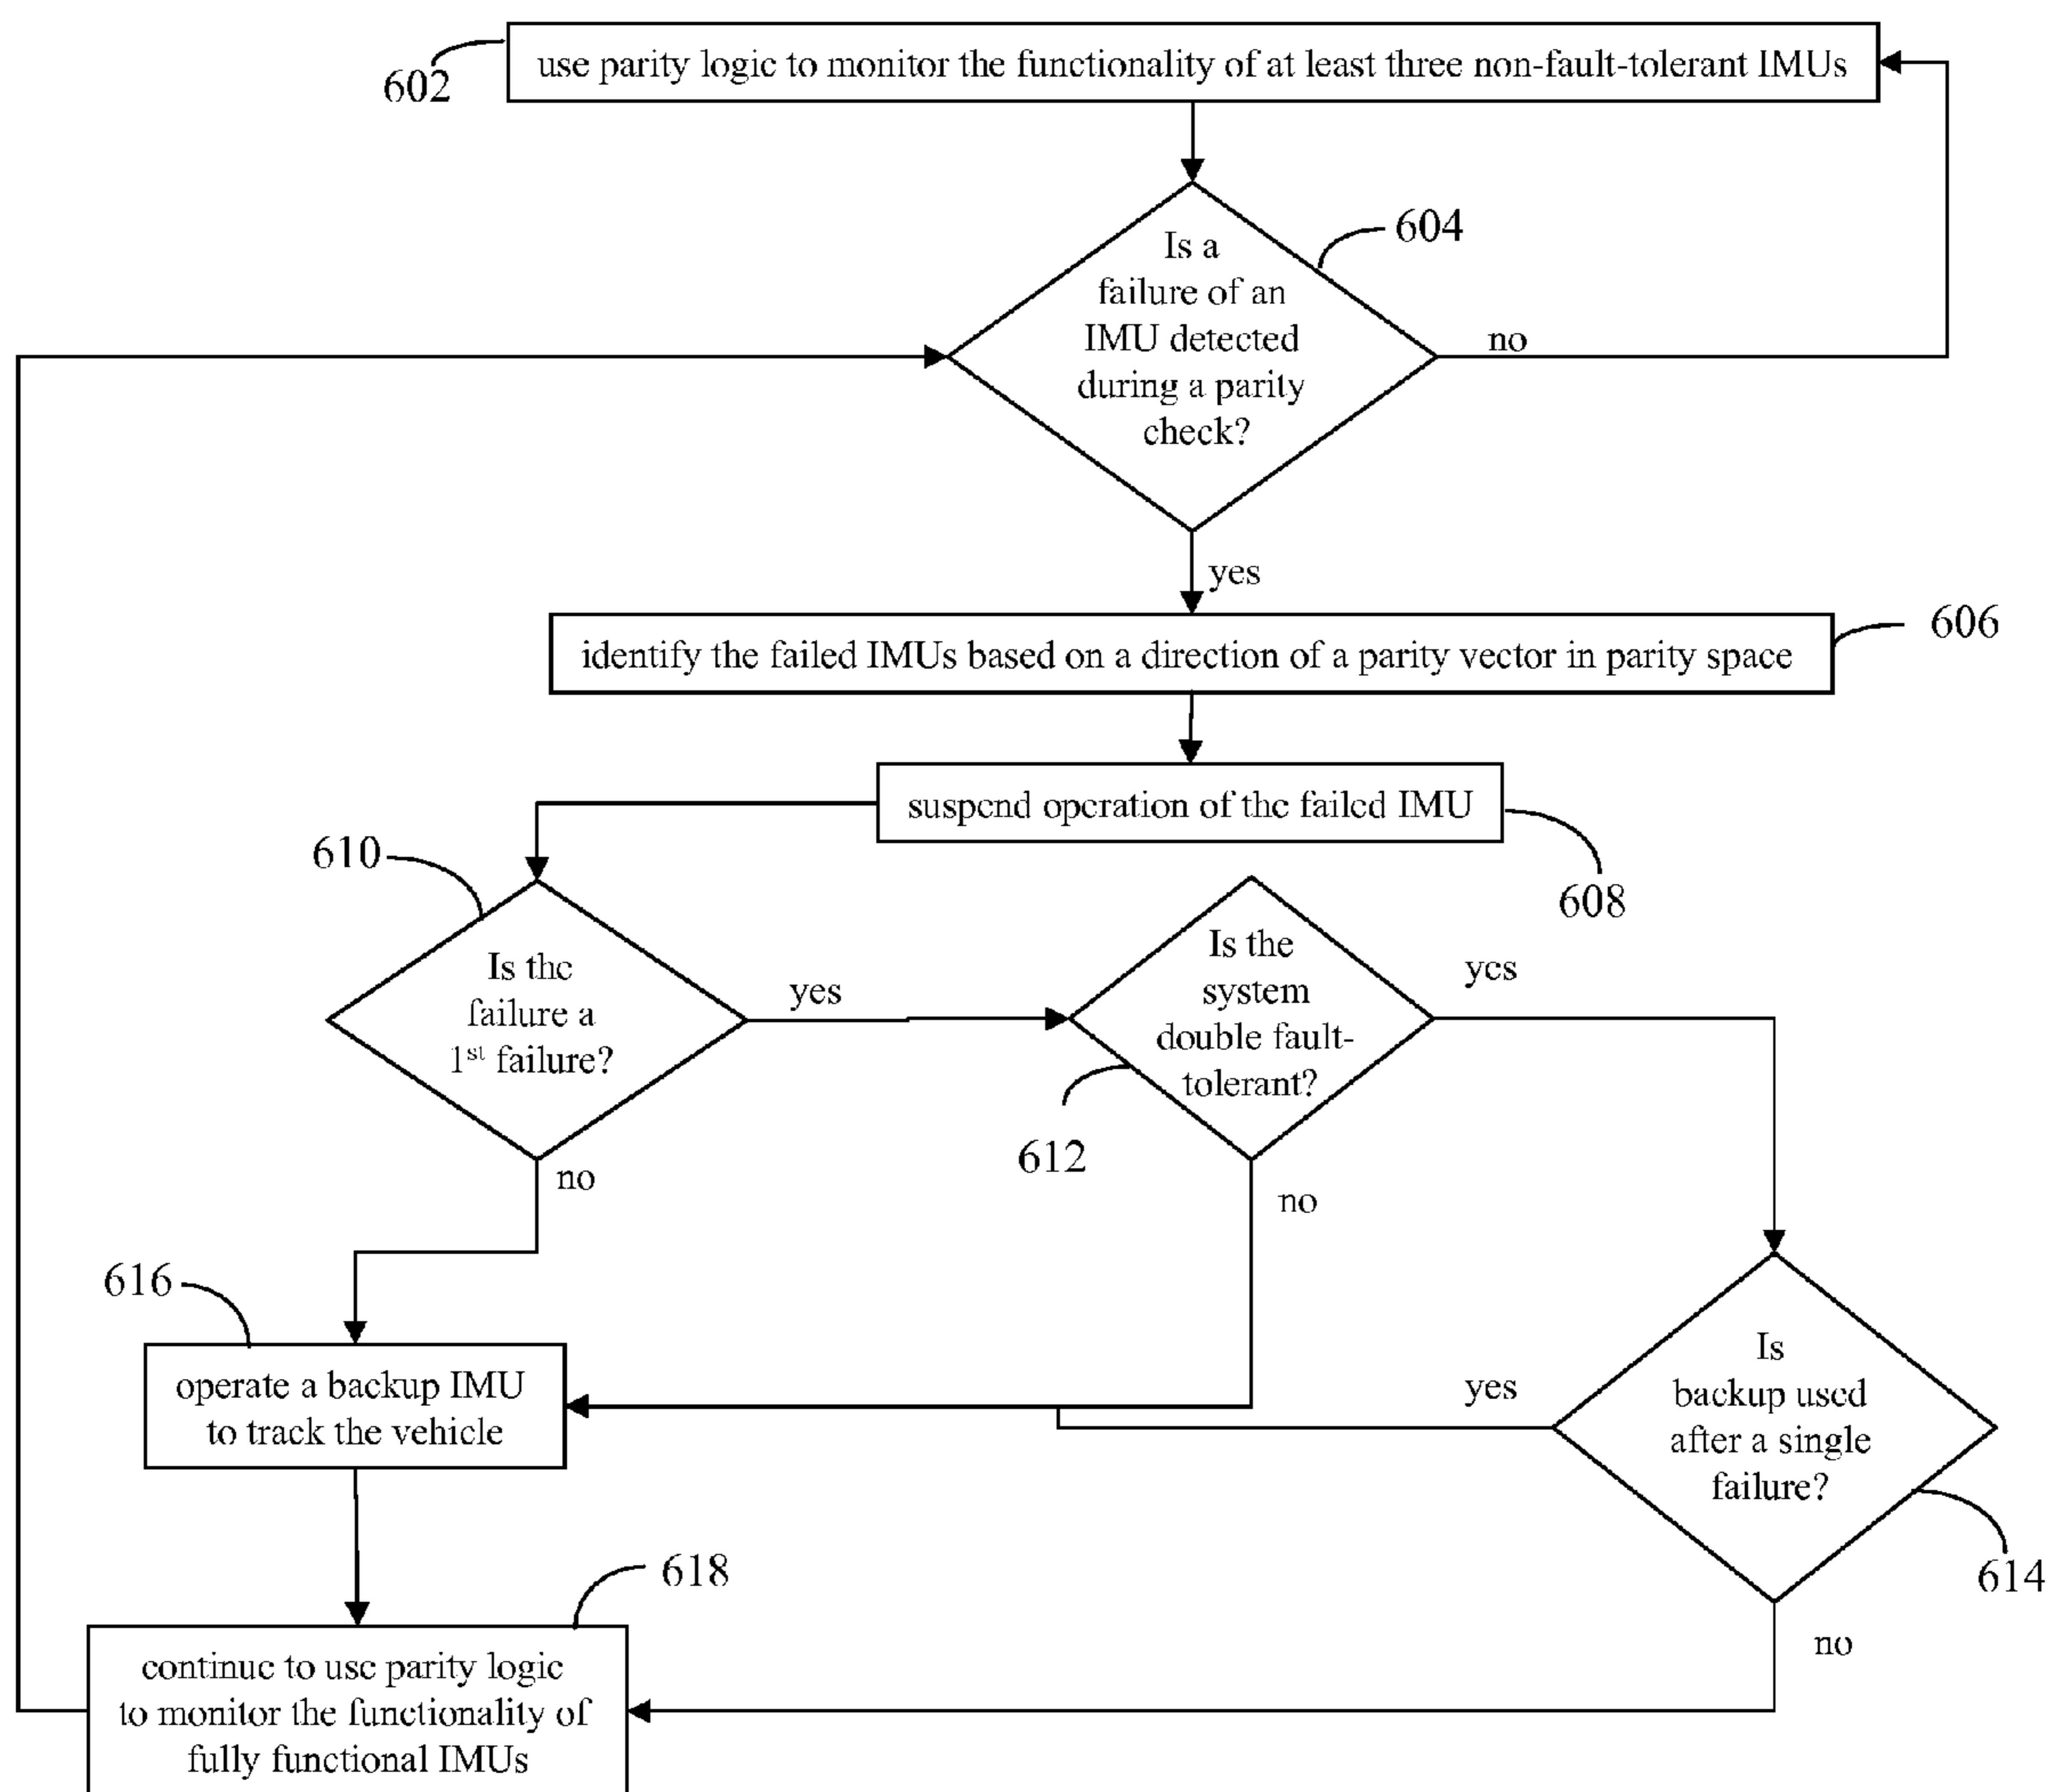 602
use parity logic to monitor the functionality of at least three non-fault-tolerant IMUs
604
Is a
failure of an
IMU detected
during a parity
check?
no
yes
606
identify the failed IMUs based on a direction of a parity vector in parity space
suspend operation of the failed IMU
608
610
Is the
failure a
1st failure?
yes
no
Is the
system
double fault-
tolerant?
612
yes
no
616
operate a backup IMU
to track the vehicle
yes
Is
backup used
after a single
failure?
614
no
618
continue to use parity logic
to monitor the functionality of
fully functional IMUs